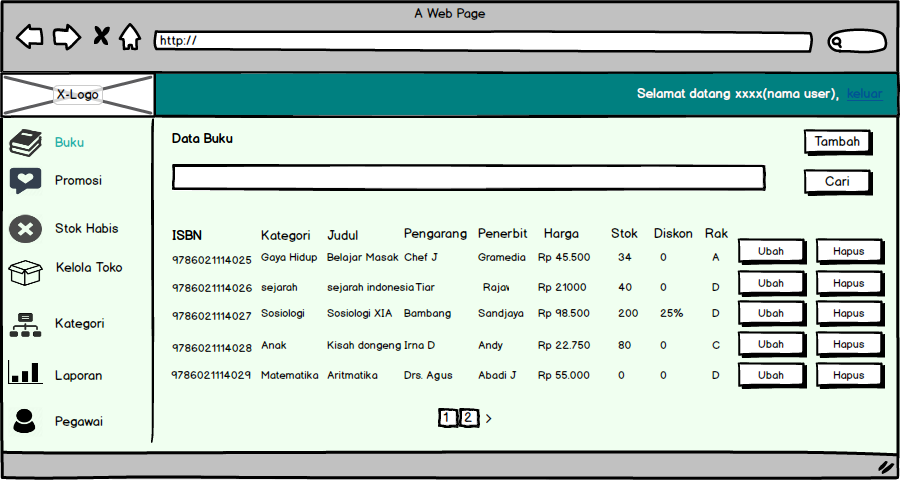 A Web Page
http://
X-Logo
Selamat datang xxxx(nama user), keluar
Buku
Promosi
Stok Habis
Kelola Toko
Kategori
Laporan
Pegawai
Data Buku
Tambah
Cari
ISBN Kategori Judul Pengarang Penerbit Harga Stok Diskon Rak
9786021114025 Gaya Hidup Belajar Masak Chef J Gramedia Rp 45.500 34 0 A Ubah Hapus
9786021114026 sejarah sejarah indonesia Tiar Raja Rp 21000 40 0 D Ubah Hapus
9786021114027 Sosiologi Sosiologi XIA Bambang Sandjaya Rp 98.500 200 25% D Ubah Hapus
9786021114028 Anak Kisah dongeng Irna D Andy Rp 22.750 80 0 C Ubah Hapus
9786021114029 Matematika Aritmatika Drs. Agus Abadi J Rp 55.000 0 0 D Ubah Hapus
1 2 >